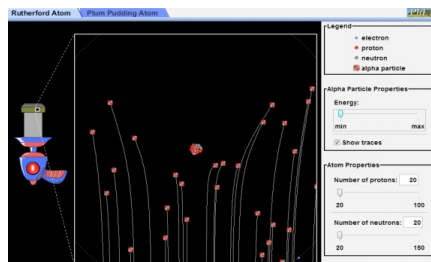 Rutherford Atom
Plum Pudding Atom
Legend
electron
proton
neutron
alpha particle
Alpha Particle Properties
Energy:
min max
Show traces
Atom Properties
Number of protons: 20
20 100
Number of neutrons: 20
20 150